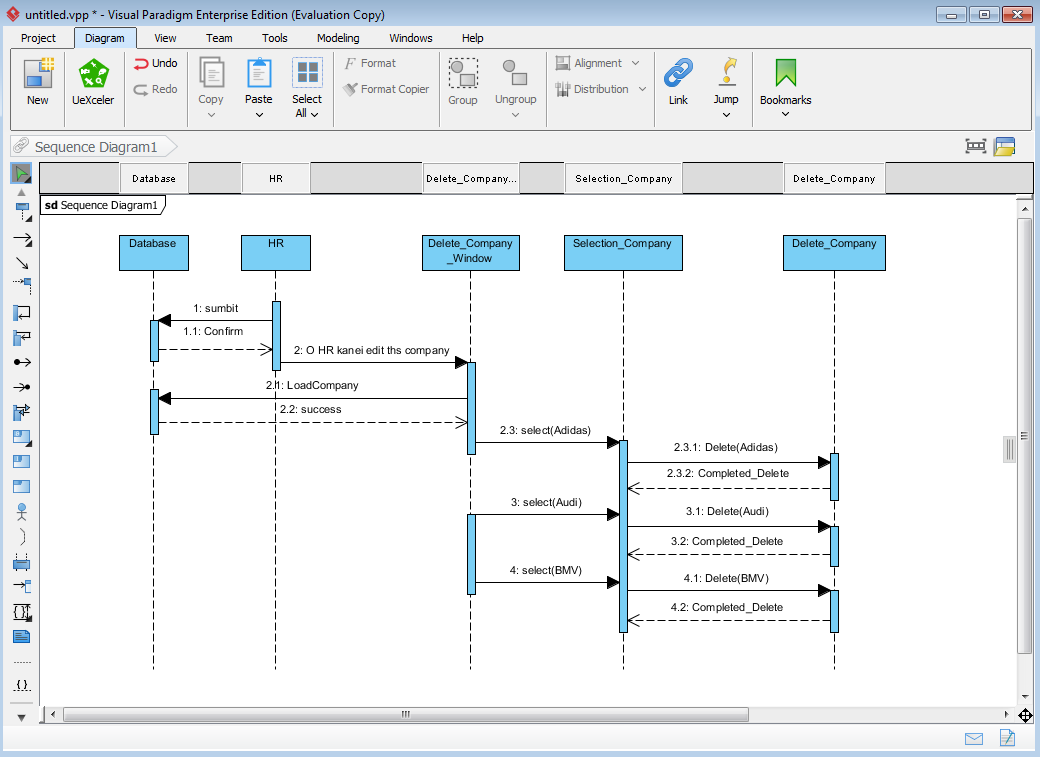 untitled.vpp * - Visual Paradigm Enterprise Edition (Evaluation Copy)
Project Diagram View Team Tools Modeling Windows Help
New
UeXceler
Undo
Redo
Copy
Paste
Select
All
Format
Format Copier
Group
Ungroup
Alignment
Distribution
Link
Jump
Bookmarks
Sequence Diagram1
Database HR Delete_Company... Selection_Company Delete_Company
sd Sequence Diagram1
Database
HR
Delete_Company
_Window
Selection_Company
Delete_Company
1: sumbit
1.1: Confirm
2: O HR kanei edit ths company
2.1: LoadCompany
2.2: success
2.3: select(Adidas)
2.3.1: Delete(Adidas)
2.3.2: Completed_Delete
3: select(Audi)
3.1: Delete(Audi)
3.2: Completed_Delete
4: select(BMV)
4.1: Delete(BMV)
4.2: Completed_Delete